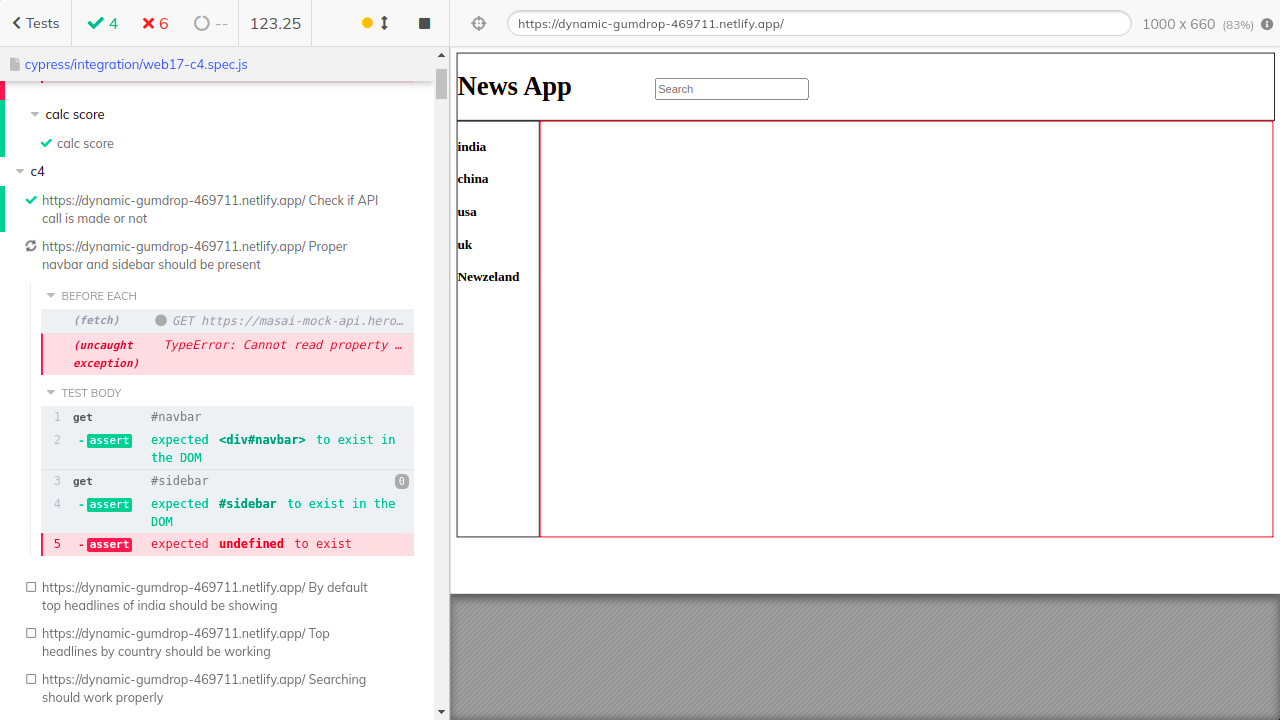 Tests 4 6 -- 123.25
cypress/integration/web17-c4.spec.js
calc score
calc score
c4
https://dynamic-gumdrop-469711.netlify.app/ Check if API
call is made or not
https://dynamic-gumdrop-469711.netlify.app/ Proper
navbar and sidebar should be present
BEFORE EACH
(fetch) GET https://masai-mock-api.hero…
(uncaught TypeError: Cannot read property …
exception)
TEST BODY
1 get #navbar
2 -assert expected <div#navbar> to exist in
the DOM
3 get #sidebar 0
4 -assert expected #sidebar to exist in the
DOM
5 -assert expected undefined to exist
https://dynamic-gumdrop-469711.netlify.app/ By default
top headlines of india should be showing
https://dynamic-gumdrop-469711.netlify.app/ Top
headlines by country should be working
https://dynamic-gumdrop-469711.netlify.app/ Searching
should work properly
https://dynamic-gumdrop-469711.netlify.app/ 1000 x 660 (83%)
News App Search
india
china
usa
uk
Newzeland